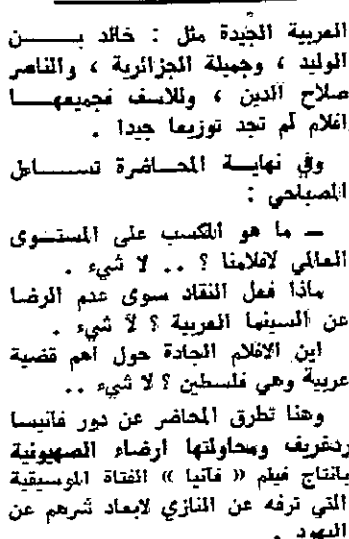 العربية الجيدة مثل : خالد بن
الوليد ، وجميلة الجزائرية ، والناصر
صلاح الدين ، وللاسف فجميعها
افلام لم تجد توزيعا جيدا .
وفي نهاية المحاضرة تساءل
المصباحي :
ـ ما هو المكسب على المستوى
العالمي لافلامنا ؟ .. لا شيء .
ماذا فعل النقاد سوى عدم الرضا
عن السينما العربية ؟ لا شيء .
اين الافلام الجادة حول اهم قضية
عربية وهي فلسطين ؟ لا شيء ..
وهنا تطرق المحاضر عن دور فانيسا
ردغريف ومحاولتها ارضاء الصهيونية
بانتاج فيلم (( فانيا )) الفتاة الموسيقية
التي ترفه عن النازي لابعاد شرهم عن
اليهود .